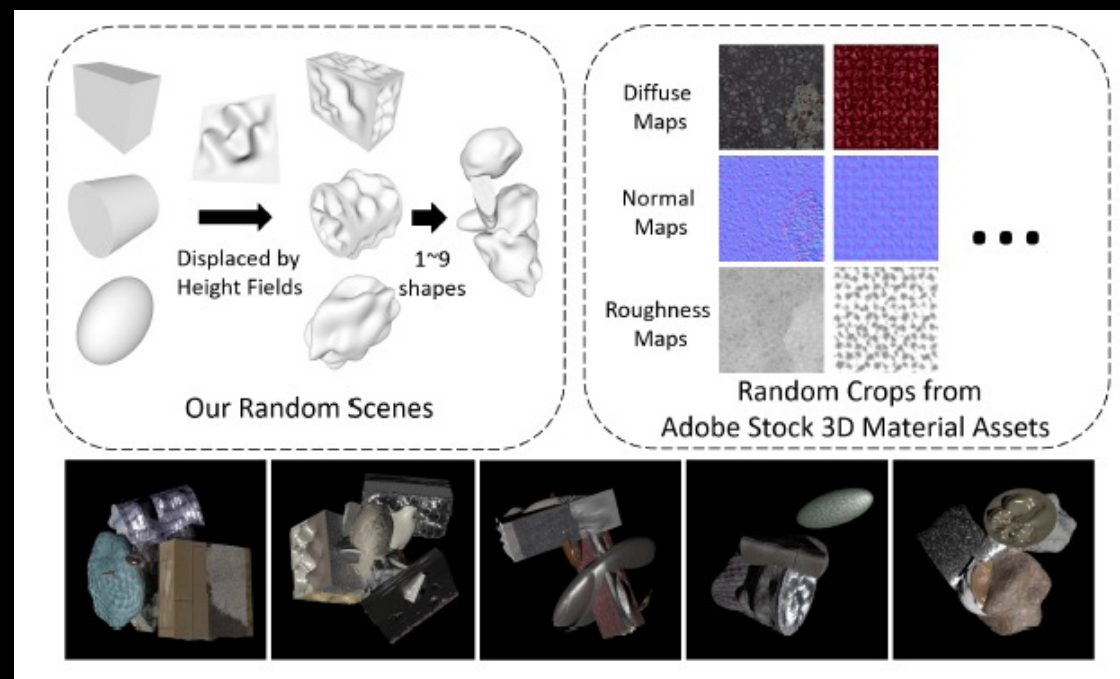 Displaced by
Height Fields
1~9
shapes
Our Random Scenes
Diffuse
Maps
Normal
Maps
Roughness
Maps
Random Crops from
Adobe Stock 3D Material Assets